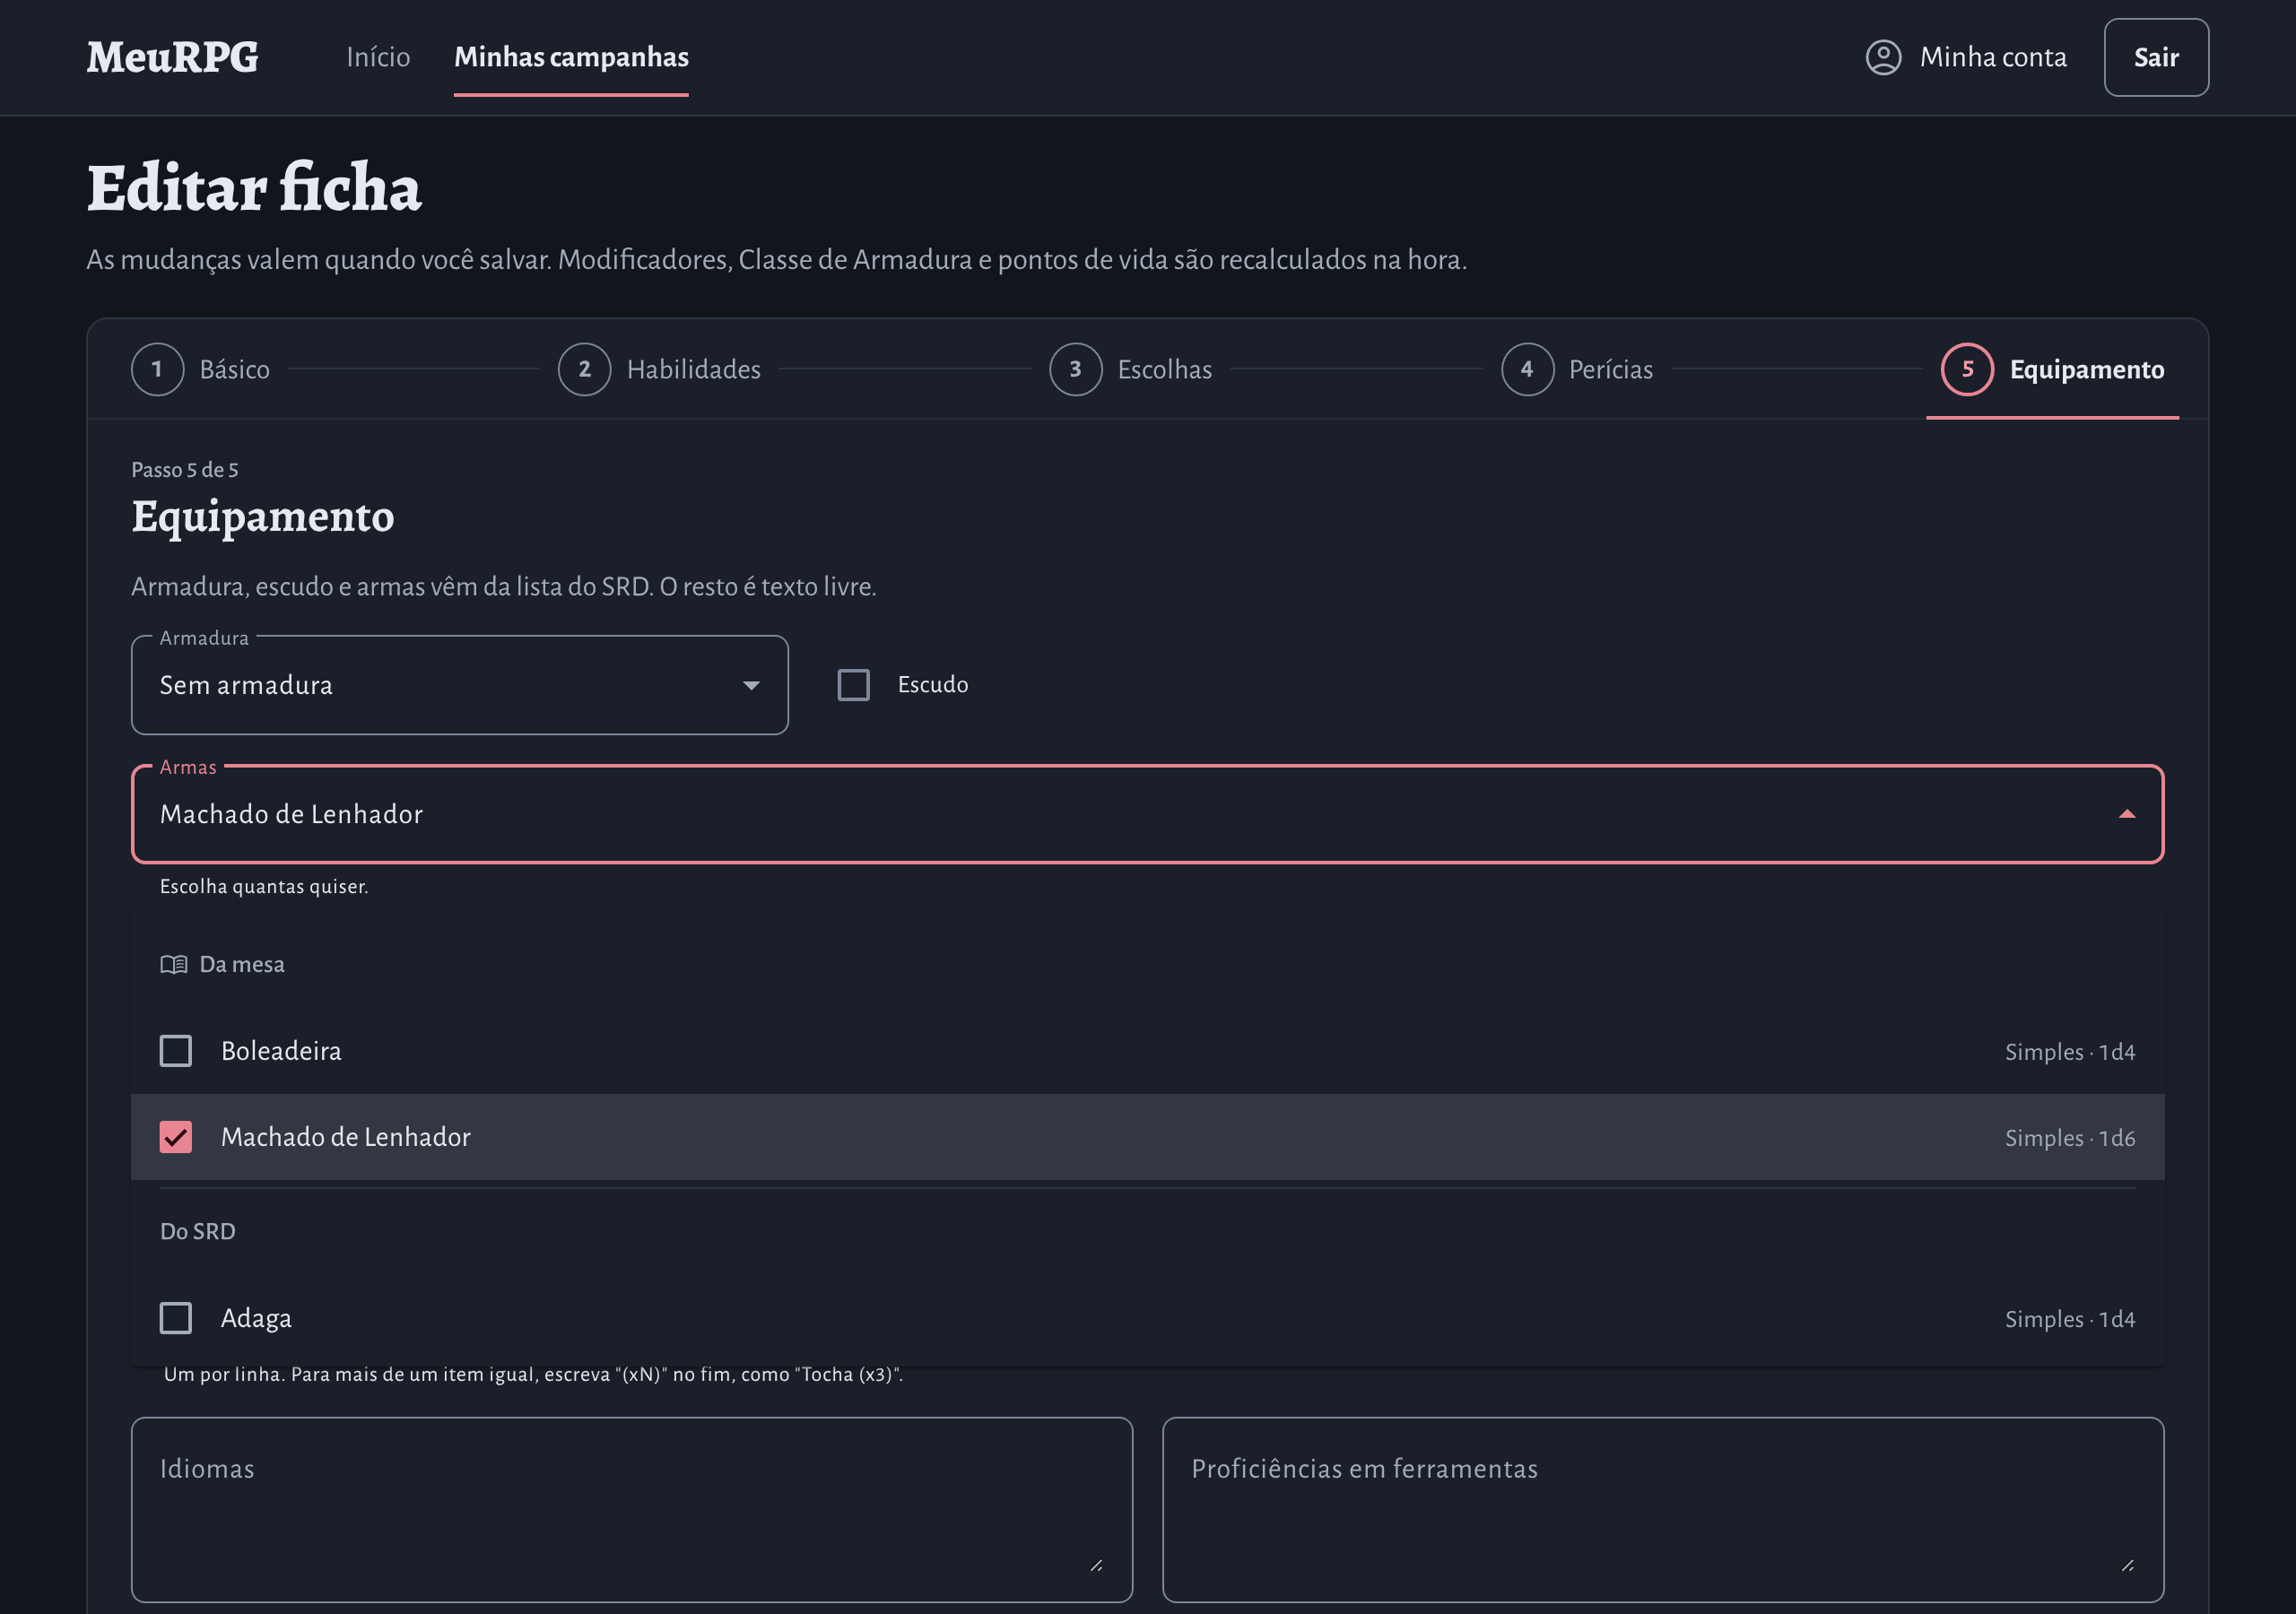 MeuRPG Início Minhas campanhas Minha conta Sair
Editar ficha
As mudanças valem quando você salvar. Modificadores, Classe de Armadura e pontos de vida são recalculados na hora.
1 Básico 2 Habilidades 3 Escolhas 4 Perícias 5 Equipamento
Passo 5 de 5
Equipamento
Armadura, escudo e armas vêm da lista do SRD. O resto é texto livre.
Armadura
Sem armadura Escudo
Armas
Machado de Lenhador
Escolha quantas quiser.
Da mesa
Boleadeira Simples · 1d4
Machado de Lenhador Simples · 1d6
Do SRD
Adaga Simples · 1d4
Um por linha. Para mais de um item igual, escreva "(xN)" no fim, como "Tocha (x3)".
Idiomas Proficiências em ferramentas